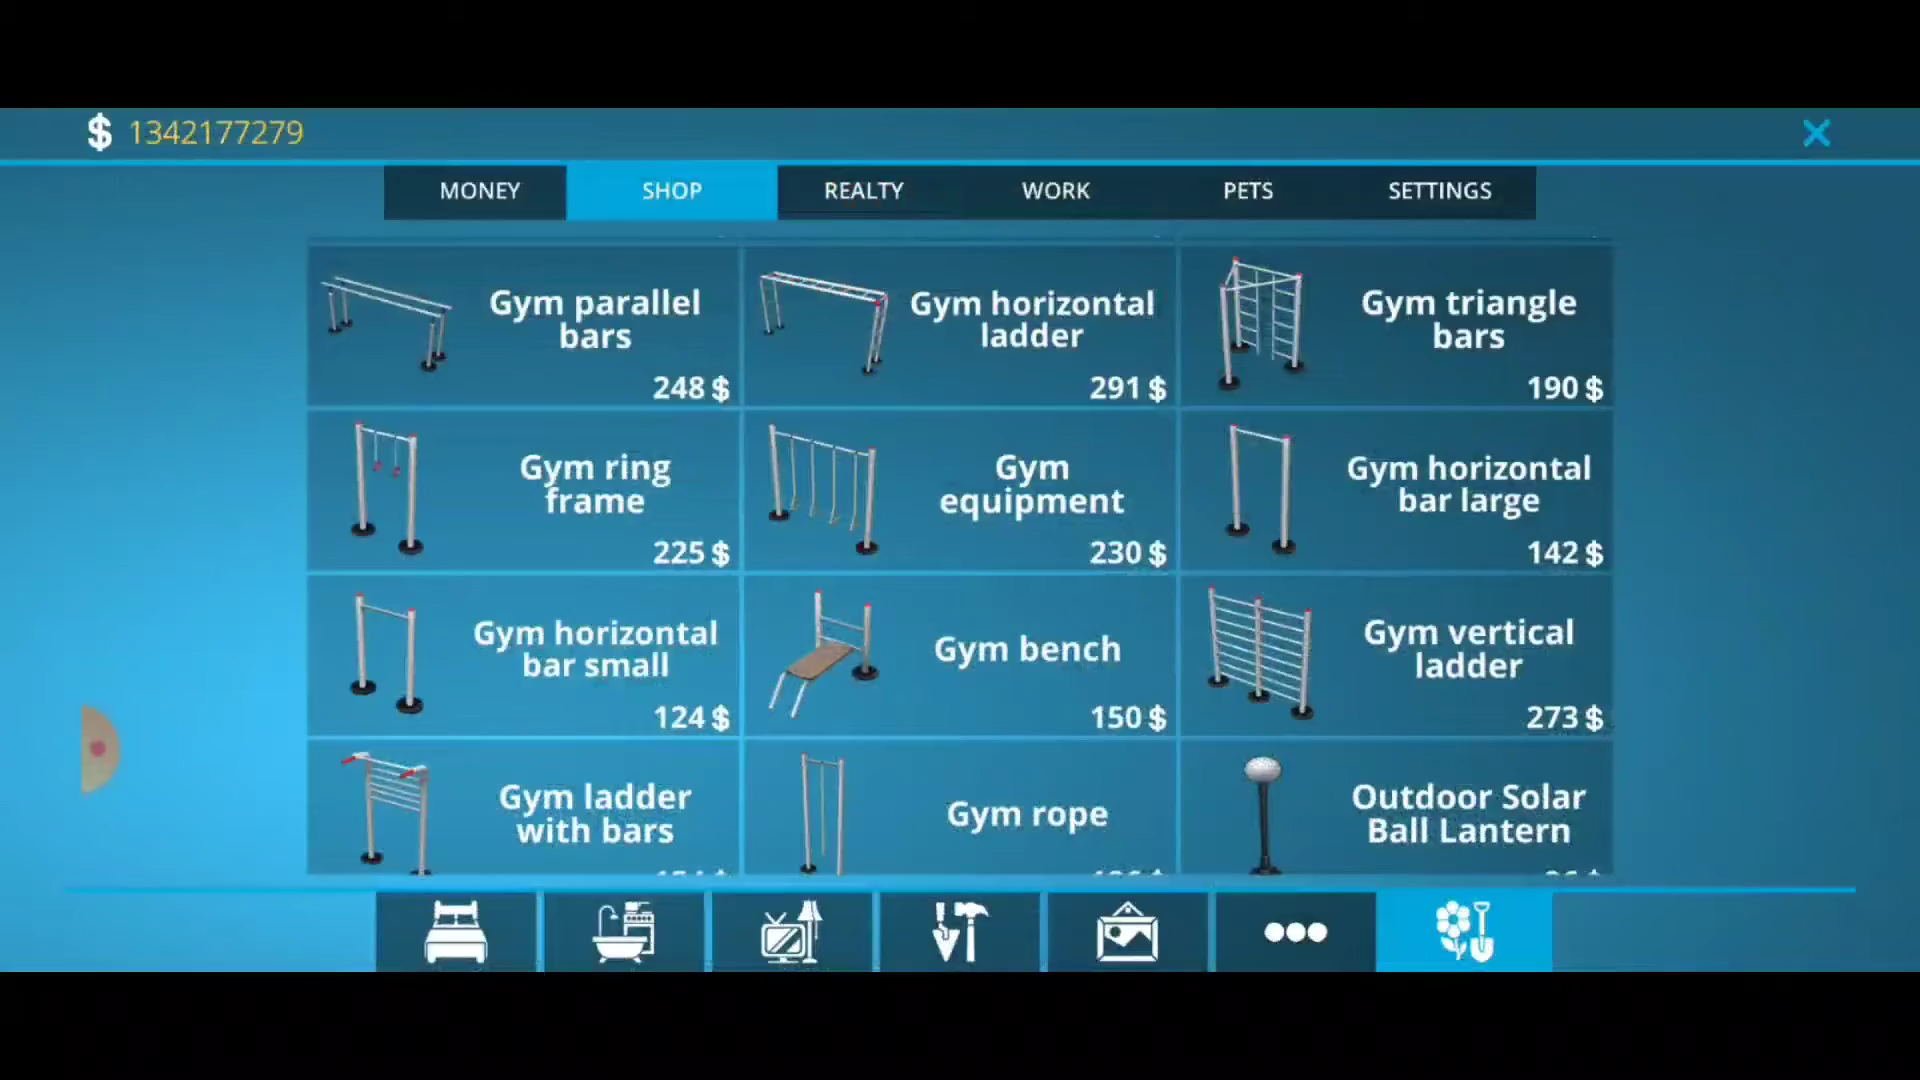 $ 1342177279
MONEY SHOP REALTY WORK PETS SETTINGS
Gym parallel
bars
248 $
Gym horizontal
ladder
291 $
Gym triangle
bars
190 $
Gym ring
frame
225 $
Gym
equipment
230 $
Gym horizontal
bar large
142 $
Gym horizontal
bar small
124 $
Gym bench
150 $
Gym vertical
ladder
273 $
Gym ladder
with bars
Gym rope
Outdoor Solar
Ball Lantern